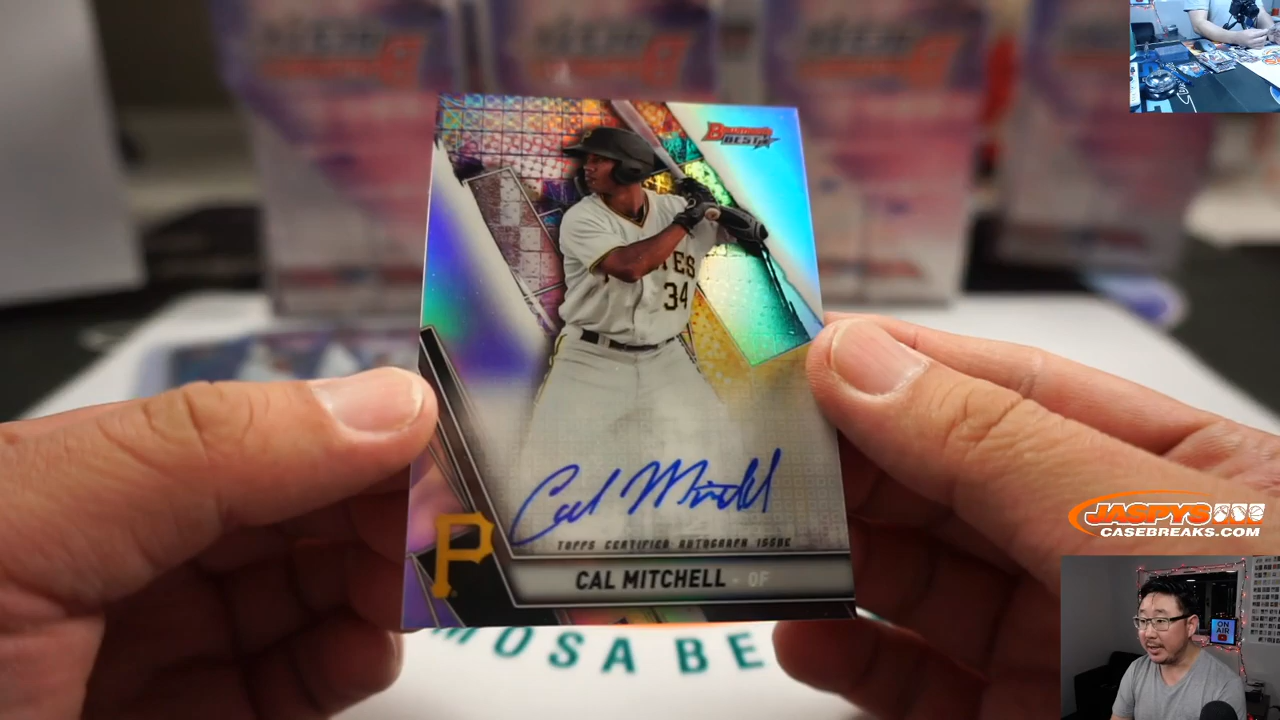 BOWMAN'S
BEST
PIRATES
34
Cal Mitchell
TOPPS CERTIFIED AUTOGRAPH ISSUE
P
CAL MITCHELL - OF
MOSA BE
JASPYS
CASEBREAKS.COM
ON
AIR